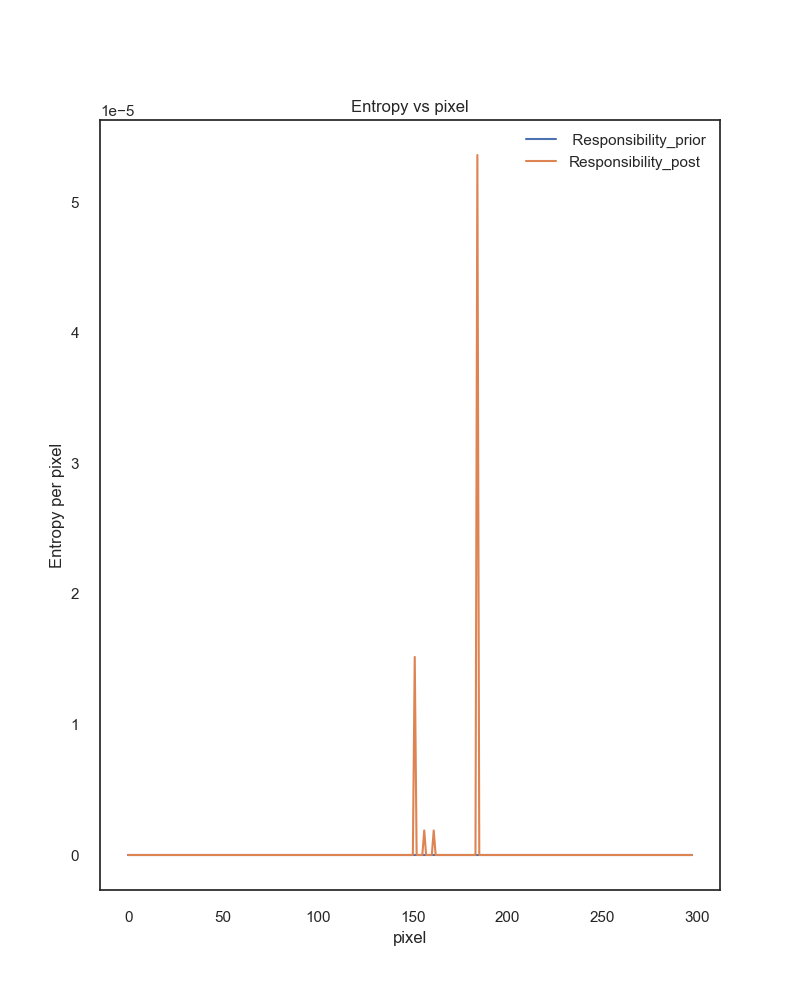 Entropy vs pixel
1e−5
Responsibility_prior
Responsibility_post
5
4
3
2
1
0
Entropy per pixel
0 50 100 150 200 250 300
pixel